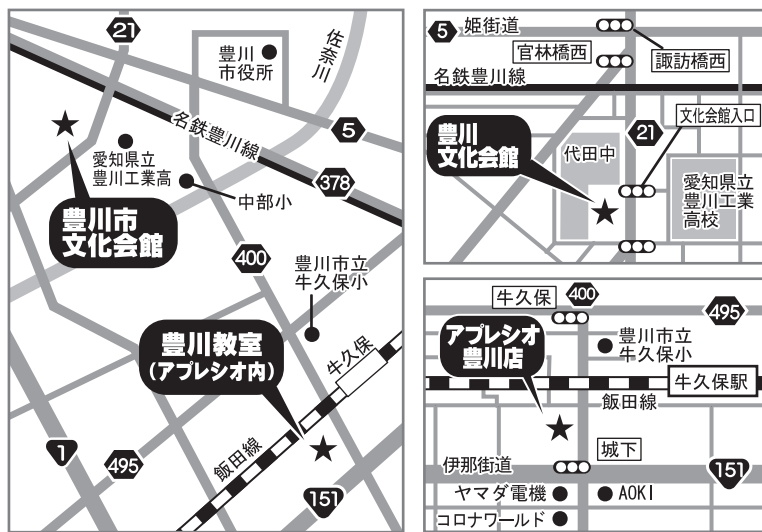 21
豊川
市役所
佐奈川
名鉄豊川線
5
愛知県立
豊川工業高
378
中部小
豊川市
文化会館
400
豊川市立
牛久保小
豊川教室
(アプレシオ内)
牛久保
飯田線
1
495
151
5
姫街道
官林橋西
諏訪橋西
名鉄豊川線
21
文化会館入口
豊川
文化会館
代田中
愛知県立
豊川工業
高校
牛久保
400
495
アプレシオ
豊川店
豊川市立
牛久保小
牛久保駅
飯田線
城下
伊那街道
151
ヤマダ電機
AOKI
コロナワールド